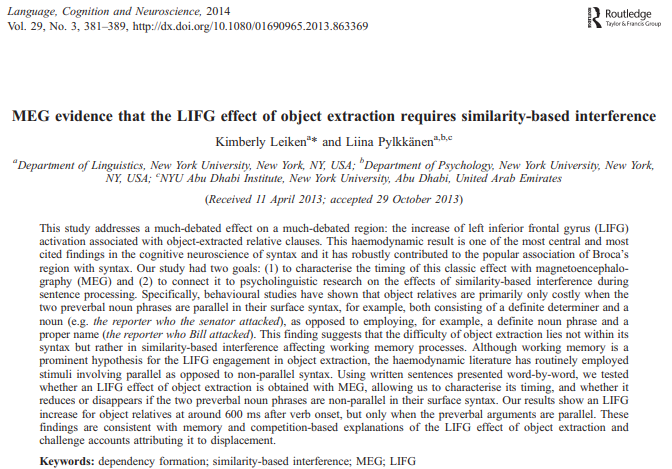 Language, Cognition and Neuroscience, 2014
Vol. 29, No. 3, 381–389, http://dx.doi.org/10.1080/01690965.2013.863369
Routledge
Taylor & Francis Group
MEG evidence that the LIFG effect of object extraction requires similarity-based interference
Kimberly Leikenᵃ* and Liina Pylkkänenᵃ,ᵇ,ᶜ
ᵃDepartment of Linguistics, New York University, New York, NY, USA; ᵇDepartment of Psychology, New York University, New York,
NY, USA; ᶜNYU Abu Dhabi Institute, New York University, Abu Dhabi, United Arab Emirates
(Received 11 April 2013; accepted 29 October 2013)
This study addresses a much-debated effect on a much-debated region: the increase of left inferior frontal gyrus (LIFG)
activation associated with object-extracted relative clauses. This haemodynamic result is one of the most central and most
cited findings in the cognitive neuroscience of syntax and it has robustly contributed to the popular association of Broca's
region with syntax. Our study had two goals: (1) to characterise the timing of this classic effect with magnetoencephalo-
graphy (MEG) and (2) to connect it to psycholinguistic research on the effects of similarity-based interference during
sentence processing. Specifically, behavioural studies have shown that object relatives are primarily only costly when the
two preverbal noun phrases are parallel in their surface syntax, for example, both consisting of a definite determiner and a
noun (e.g. the reporter who the senator attacked), as opposed to employing, for example, a definite noun phrase and a
proper name (the reporter who Bill attacked). This finding suggests that the difficulty of object extraction lies not within its
syntax but rather in similarity-based interference affecting working memory processes. Although working memory is a
prominent hypothesis for the LIFG engagement in object extraction, the haemodynamic literature has routinely employed
stimuli involving parallel as opposed to non-parallel syntax. Using written sentences presented word-by-word, we tested
whether an LIFG effect of object extraction is obtained with MEG, allowing us to characterise its timing, and whether it
reduces or disappears if the two preverbal noun phrases are non-parallel in their surface syntax. Our results show an LIFG
increase for object relatives at around 600 ms after verb onset, but only when the preverbal arguments are parallel. These
findings are consistent with memory and competition-based explanations of the LIFG effect of object extraction and
challenge accounts attributing it to displacement.
Keywords: dependency formation; similarity-based interference; MEG; LIFG